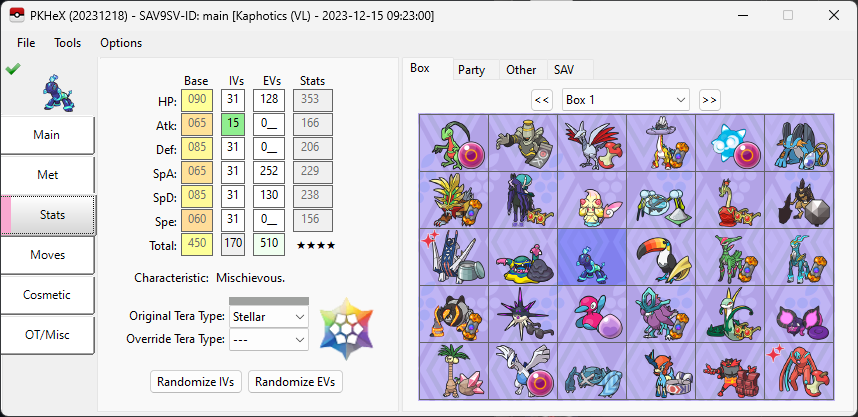 PKHeX (20231218) - SAV9SV-ID: main [Kaphotics (VL) - 2023-12-15 09:23:00]
File Tools Options
Main
Met
Stats
Moves
Cosmetic
OT/Misc
Base IVs EVs Stats
HP: 090 31 128 353
Atk: 065 15 0__ 166
Def: 085 31 0__ 206
SpA: 065 31 252 229
SpD: 085 31 130 238
Spe: 060 31 0__ 156
Total: 450 170 510 ★★★★
Characteristic: Mischievous.
Original Tera Type: Stellar
Override Tera Type: ---
Randomize IVs Randomize EVs
Box Party Other SAV
<< Box 1 >>